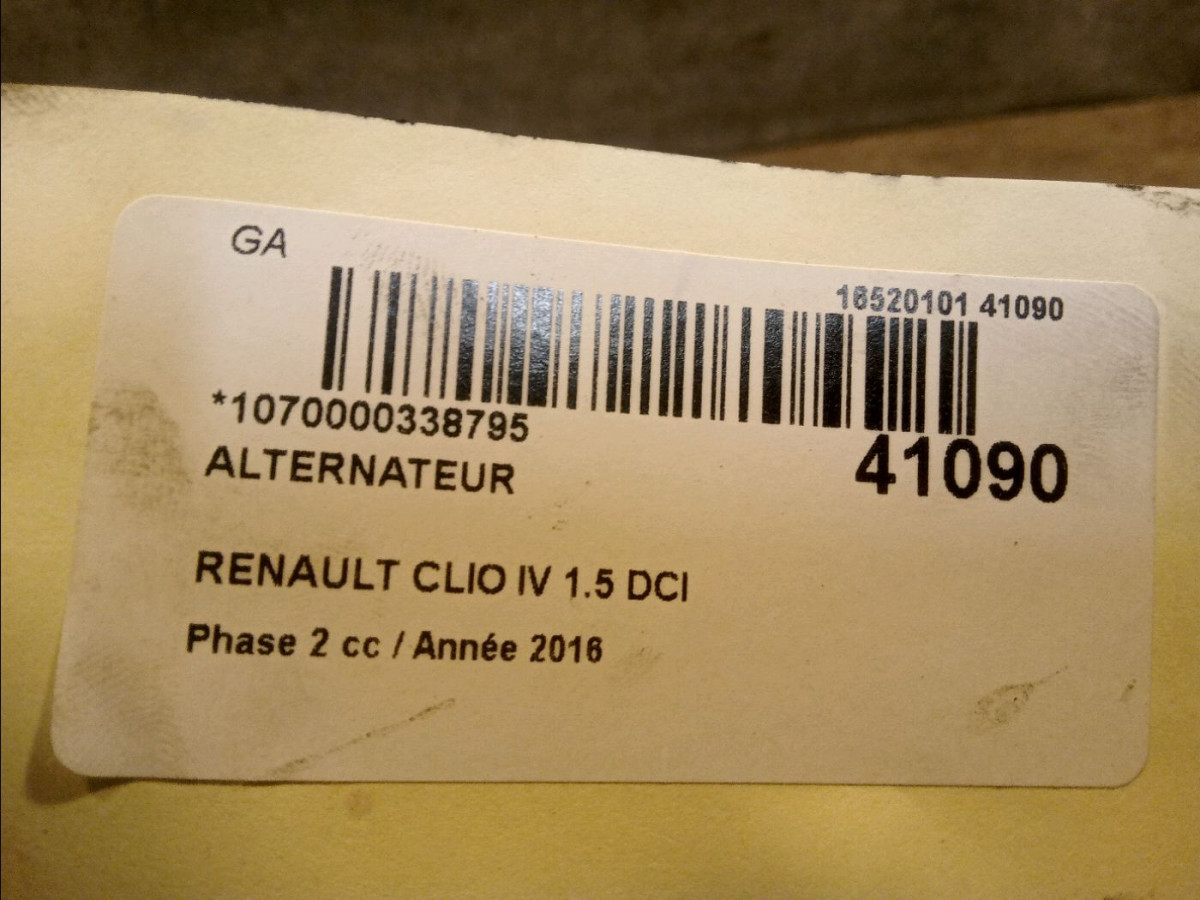 GA
16520101 41090
*1070000338795
41090
ALTERNATEUR
RENAULT CLIO IV 1.5 DCI
Phase 2 cc / Année 2016